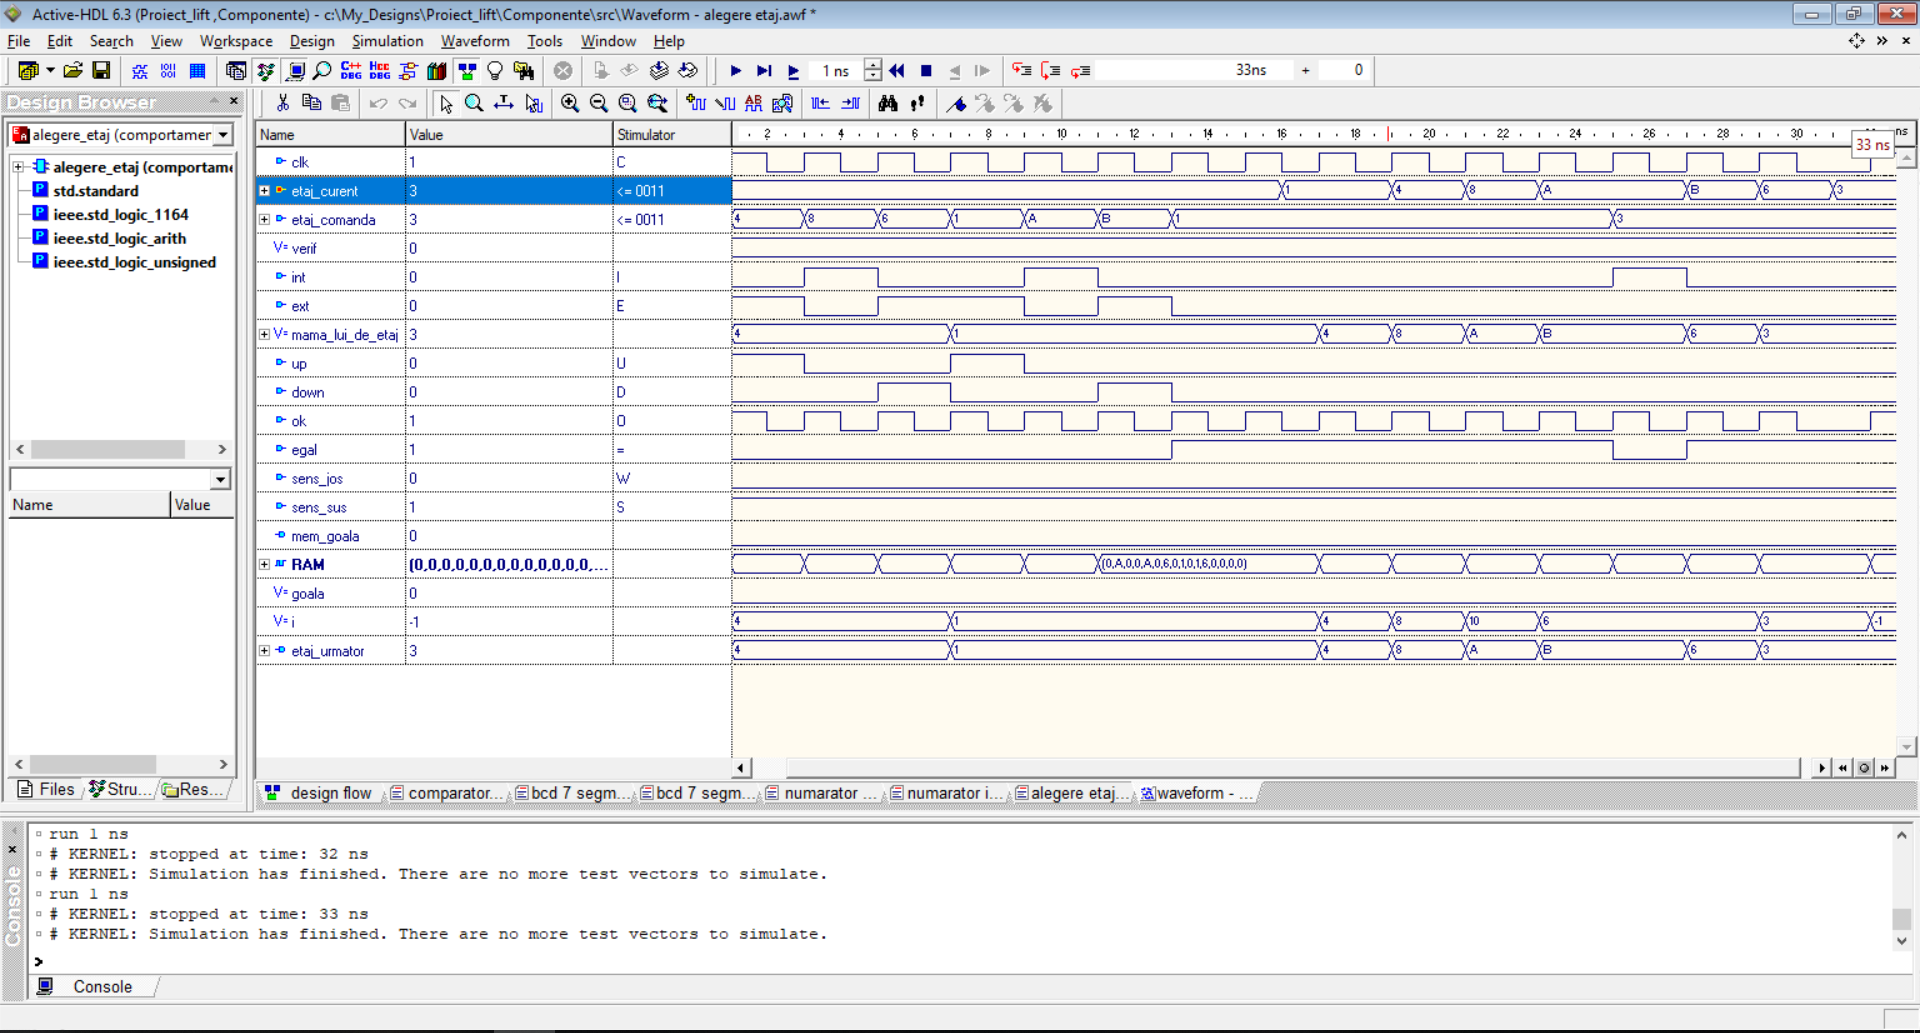 Active-HDL 6.3 (Proiect_lift ,Componente) - c:\My_Designs\Proiect_lift\Componente\src\Waveform - alegere etaj.awf *
File Edit Search View Workspace Design Simulation Waveform Tools Window Help
1 ns 33ns + 0
Design Browser
alegere_etaj (comportamer
alegere_etaj (comportame
std.standard
ieee.std_logic_1164
ieee.std_logic_arith
ieee.std_logic_unsigned
Name Value
Files Stru... Res...
Name Value Stimulator 2 4 6 8 10 12 14 16 18 20 22 24 26 28 30 ns
33 ns
clk 1 C
etaj_curent 3 <= 0011 1 4 8 A B 6 3
etaj_comanda 3 <= 0011 4 8 6 1 A B 1 3
verif 0
int 0 I
ext 0 E
mama_lui_de_etaj 3 4 1 4 8 A B 6 3
up 0 U
down 0 D
ok 1 O
egal 1 =
sens_jos 0 W
sens_sus 1 S
mem_goala 0
RAM (0,0,0,0,0,0,0,0,0,0,0,0,0,... (0,A,0,0,A,0,6,0,1,0,1,6,0,0,0,0)
goala 0
i -1 4 1 4 8 10 6 3 -1
etaj_urmator 3 4 1 4 8 A B 6 3
design flow comparator... bcd 7 segm... bcd 7 segm... numarator ... numarator i... alegere etaj... waveform - ...
run 1 ns
# KERNEL: stopped at time: 32 ns
# KERNEL: Simulation has finished. There are no more test vectors to simulate.
run 1 ns
# KERNEL: stopped at time: 33 ns
# KERNEL: Simulation has finished. There are no more test vectors to simulate.
>
Console
Console